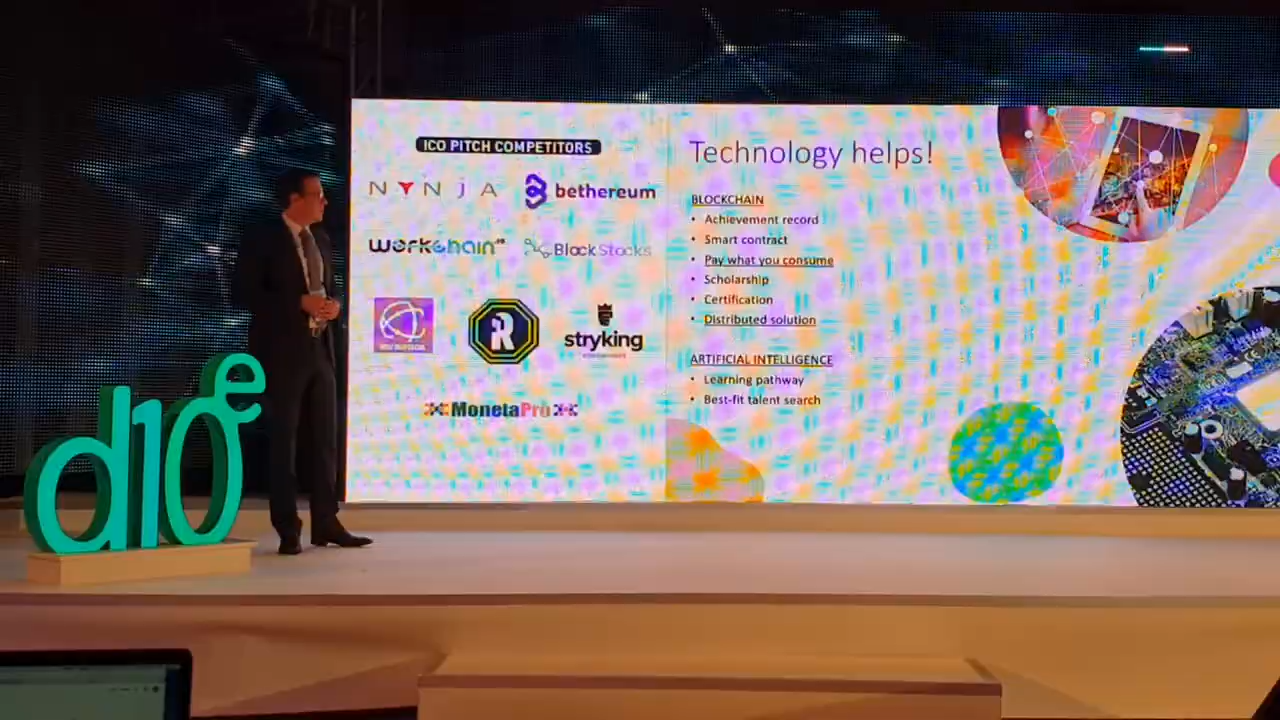 ICO PITCH COMPETITORS
NYNJA
bethereum
workchain
BlockStocks
R
stryking
MonetaPro
Technology helps!
BLOCKCHAIN
• Achievement record
• Smart contract
• Pay what you consume
• Scholarship
• Certification
• Distributed solution
ARTIFICIAL INTELLIGENCE
• Learning pathway
• Best-fit talent search
d10e